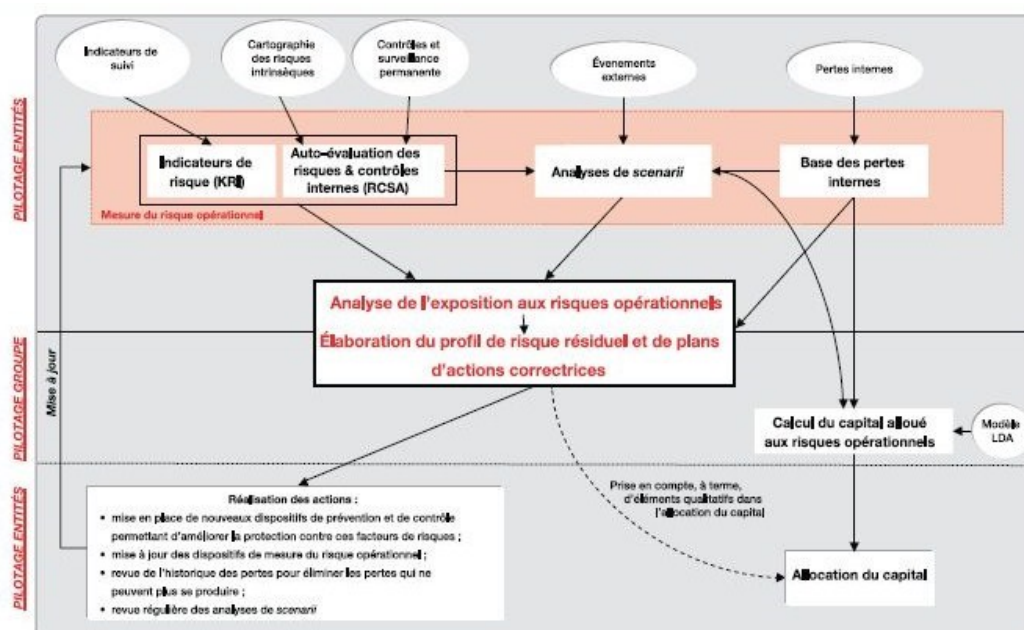 Indicateurs de
suivi
Cartographie
des risques
intrinsèques
Contrôles et
surveillance
permanente
Évenements
externes
Pertes internes
PILOTAGE ENTITÉS
Indicateurs de
risque (KRI)
Auto-évaluation des
risques & contrôles
internes (RCSA)
Analyses de scenarii
Base des pertes
internes
Mesure du risque opérationnel
Analyse de l'exposition aux risques opérationnels
Élaboration du profil de risque résiduel et de plans
d'actions correctrices
Mise à jour
PILOTAGE GROUPE
Calcul du capital alloué
aux risques opérationnels
Modèle
LDA
PILOTAGE ENTITÉS
Réalisation des actions :
• mise en place de nouveaux dispositifs de prévention et de contrôle
permettant d'améliorer la protection contre ces facteurs de risques ;
• mise à jour des dispositifs de mesure du risque opérationnel ;
• revue de l'historique des pertes pour éliminer les pertes qui ne
peuvent plus se produire ;
• revue régulière des analyses de scenarii
Prise en compte, à terme,
d'éléments qualitatifs dans
l'allocation du capital
Allocation du capital